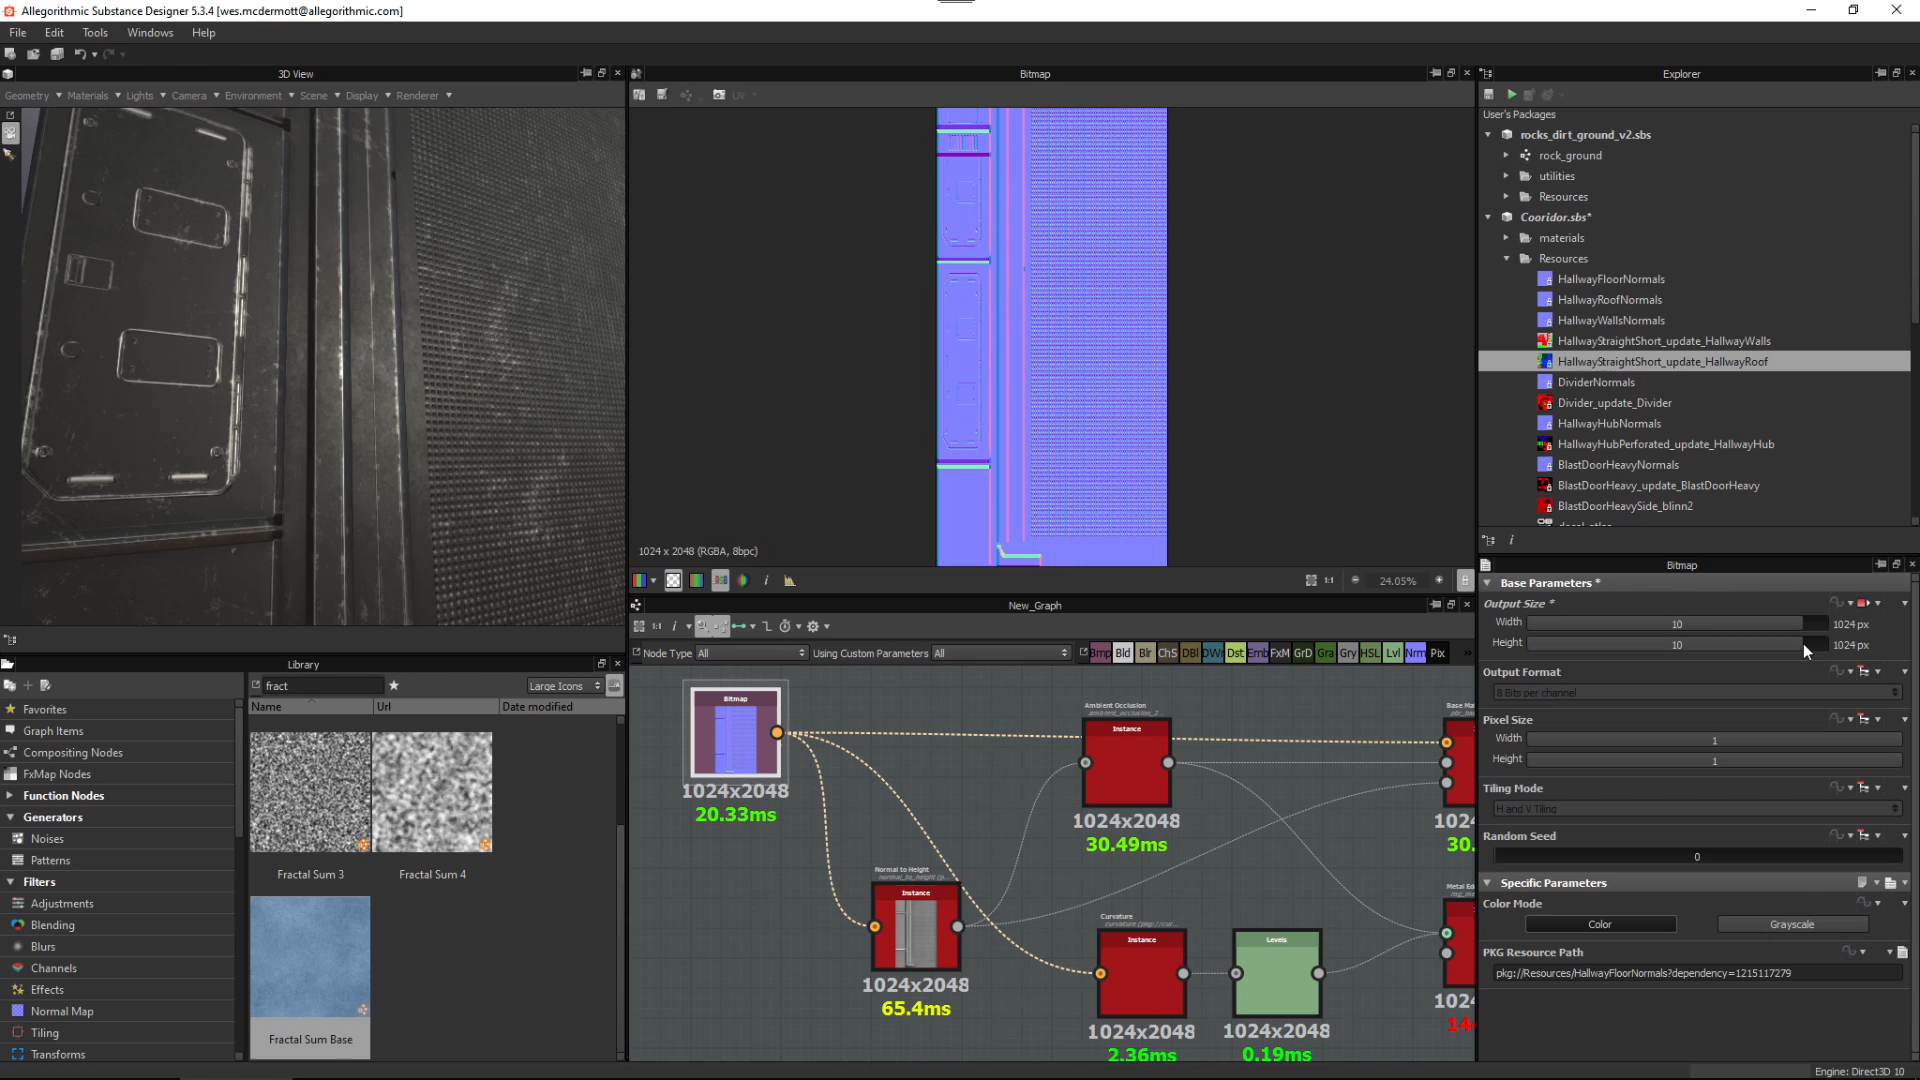 Allegorithmic Substance Designer 5.3.4 [wes.mcdermott@allegorithmic.com]
File Edit Tools Windows Help
3D View
Geometry Materials Lights Camera Environment Scene Display Renderer
Bitmap
UV
1024 x 2048 (RGBA, 8bpc)
1:1 24.05%
Explorer
User's Packages
rocks_dirt_ground_v2.sbs
rock_ground
utilities
Resources
Cooridor.sbs*
materials
Resources
HallwayFloorNormals
HallwayRoofNormals
HallwayWallsNormals
HallwayStraightShort_update_HallwayWalls
HallwayStraightShort_update_HallwayRoof
DividerNormals
Divider_update_Divider
HallwayHubNormals
HallwayHubPerforated_update_HallwayHub
BlastDoorHeavyNormals
BlastDoorHeavy_update_BlastDoorHeavy
BlastDoorHeavySide_blinn2
Library
fract
Large Icons
Name Url Date modified
Favorites
Graph Items
Compositing Nodes
FxMap Nodes
Function Nodes
Generators
Noises
Patterns
Filters
Adjustments
Blending
Blurs
Channels
Effects
Normal Map
Tiling
Transforms
Fractal Sum 3
Fractal Sum 4
Fractal Sum Base
New_Graph
1:1
Node Type All Using Custom Parameters All
Bmp Bld Blr ChS DBl DWr Dst Emb FxM GrD Gra Gry HSL Lvl Nrm Pix
Bitmap
1024x2048
20.33ms
Ambient Occlusion
Instance
1024x2048
30.49ms
Normal to Height
Instance
1024x2048
65.4ms
Curvature
Instance
1024x2048
2.36ms
Levels
1024x2048
0.19ms
Bitmap
Base Parameters *
Output Size *
Width 10 1024 px
Height 10 1024 px
Output Format
8 Bits per channel
Pixel Size
Width 1
Height 1
Tiling Mode
H and V Tiling
Random Seed
0
Specific Parameters
Color Mode
Color Grayscale
PKG Resource Path
pkg://Resources/HallwayFloorNormals?dependency=1215117279
Engine: Direct3D 10